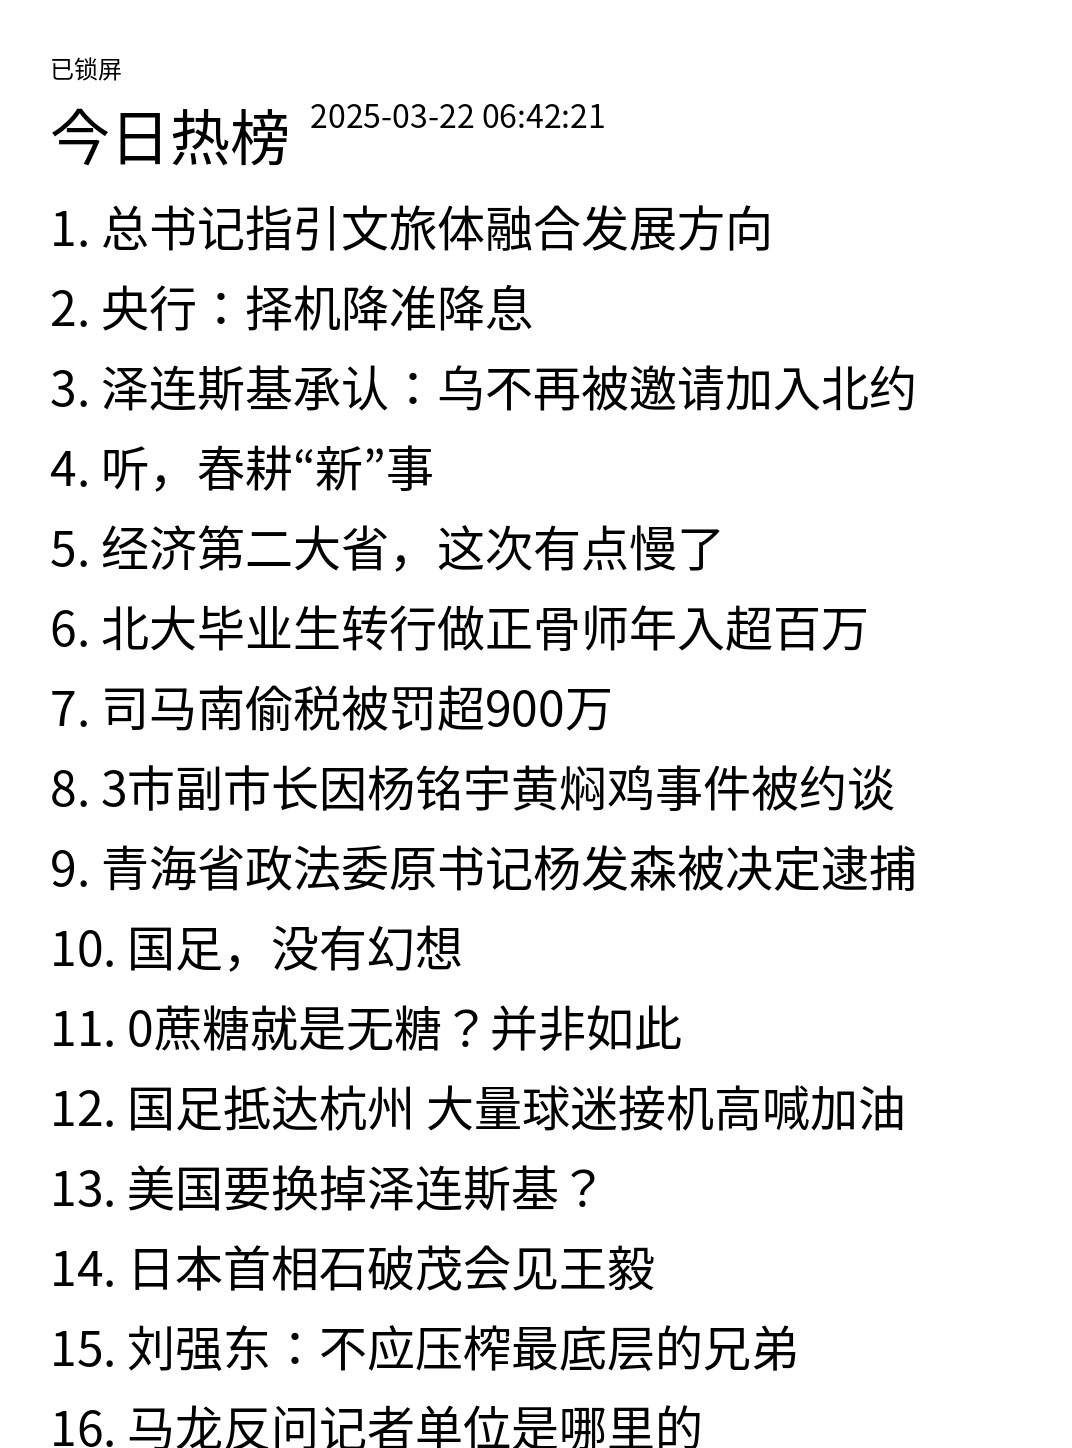 已锁屏
今日热榜 2025-03-22 06:42:21
1. 总书记指引文旅体融合发展方向
2. 央行：择机降准降息
3. 泽连斯基承认：乌不再被邀请加入北约
4. 听，春耕“新”事
5. 经济第二大省，这次有点慢了
6. 北大毕业生转行做正骨师年入超百万
7. 司马南偷税被罚超900万
8. 3市副市长因杨铭宇黄焖鸡事件被约谈
9. 青海省政法委原书记杨发森被决定逮捕
10. 国足，没有幻想
11. 0蔗糖就是无糖？并非如此
12. 国足抵达杭州 大量球迷接机高喊加油
13. 美国要换掉泽连斯基？
14. 日本首相石破茂会见王毅
15. 刘强东：不应压榨最底层的兄弟
16. 马龙反问记者单位是哪里的